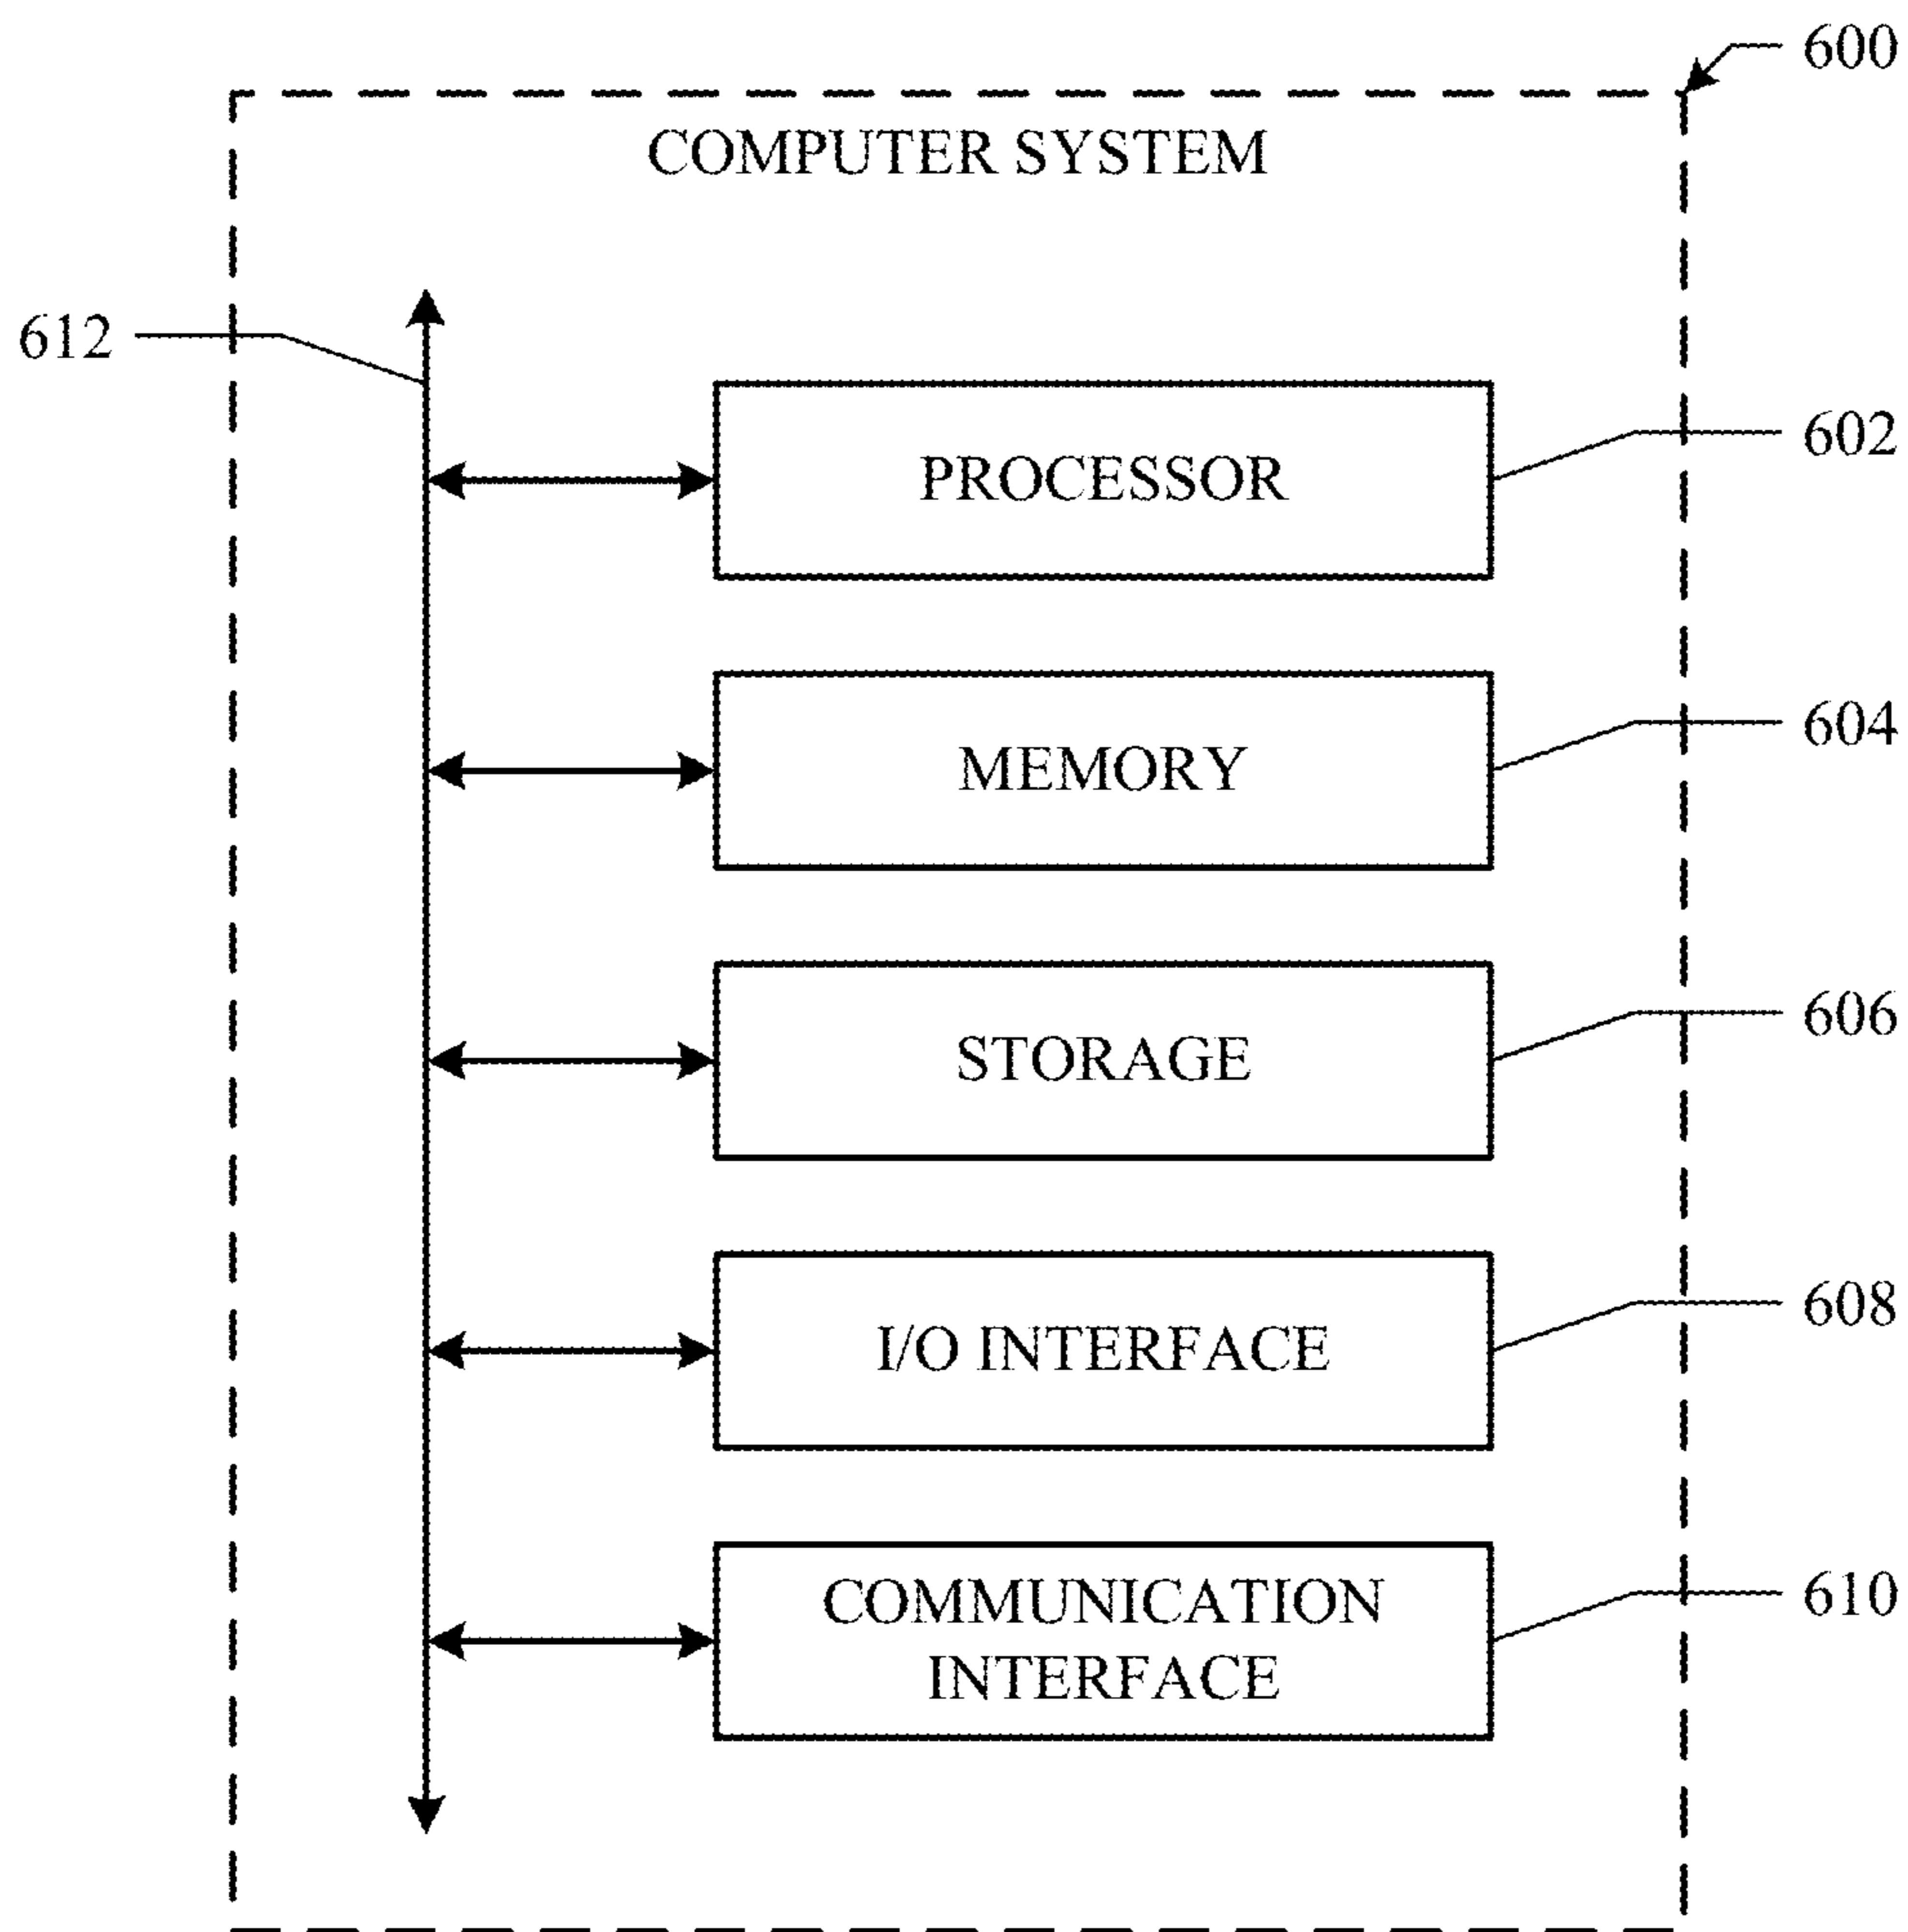 600
COMPUTER SYSTEM
612
602
PROCESSOR
604
MEMORY
606
STORAGE
608
I/O INTERFACE
610
COMMUNICATION
INTERFACE